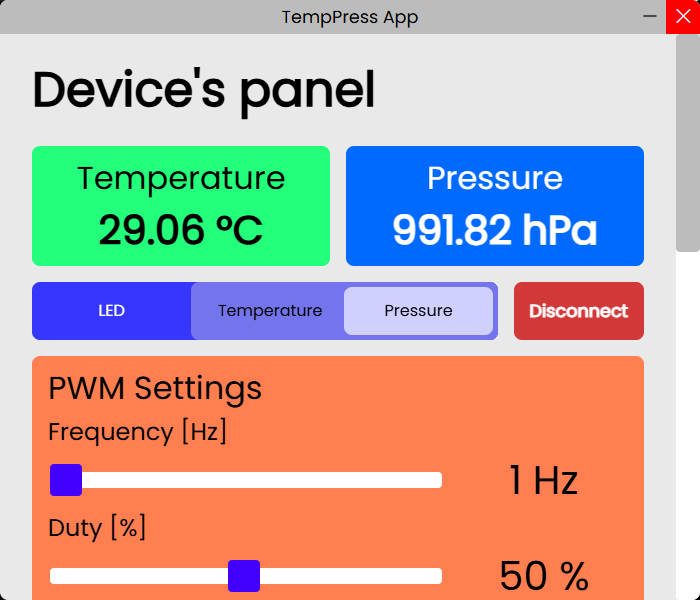 TempPress App
Device's panel
Temperature
29.06 °C
Pressure
991.82 hPa
LED
Temperature
Pressure
Disconnect
PWM Settings
Frequency [Hz]
1 Hz
Duty [%]
50 %